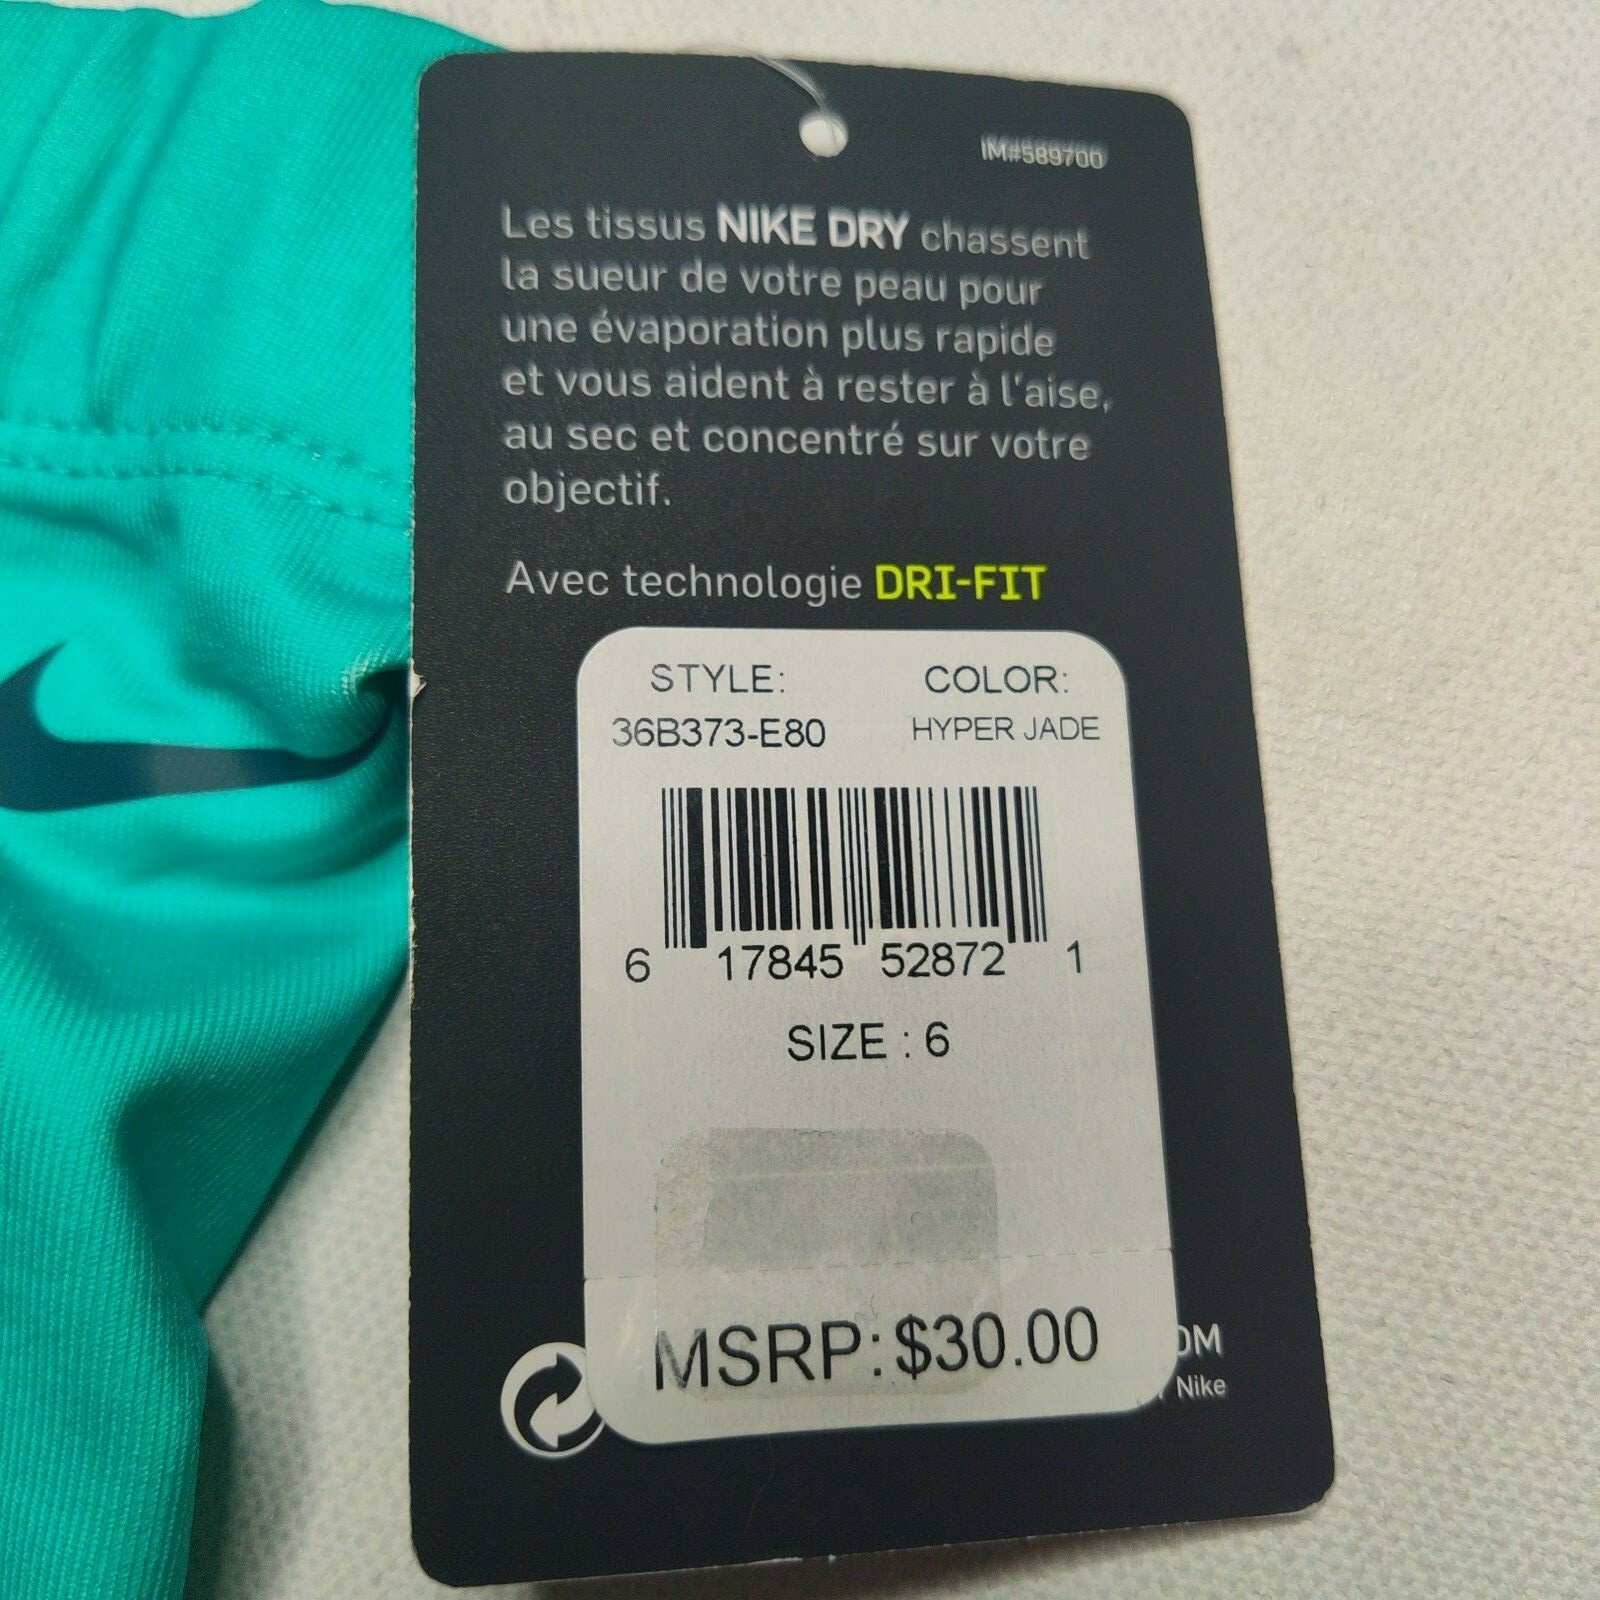 IM#589700
Les tissus NIKE DRY chassent
la sueur de votre peau pour
une évaporation plus rapide
et vous aident à rester à l'aise,
au sec et concentré sur votre
objectif.
Avec technologie DRI-FIT
STYLE: COLOR:
36B373-E80 HYPER JADE
6 17845 52872 1
SIZE : 6
MSRP: $30.00
Nike